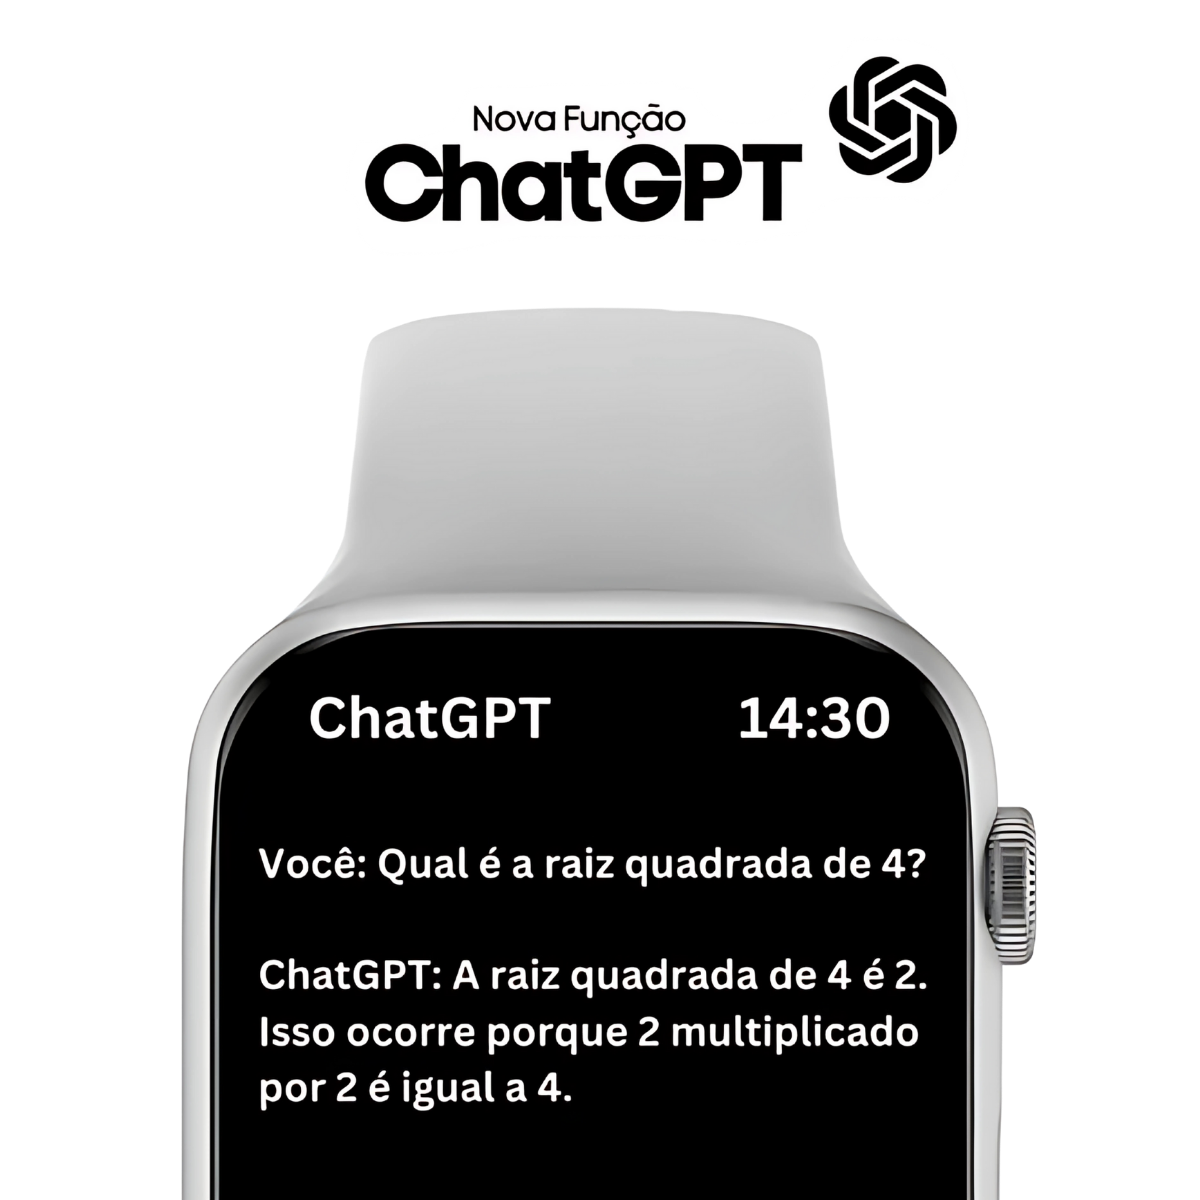 Nova Função
ChatGPT
ChatGPT 14:30
Você: Qual é a raiz quadrada de 4?
ChatGPT: A raiz quadrada de 4 é 2.
Isso ocorre porque 2 multiplicado
por 2 é igual a 4.